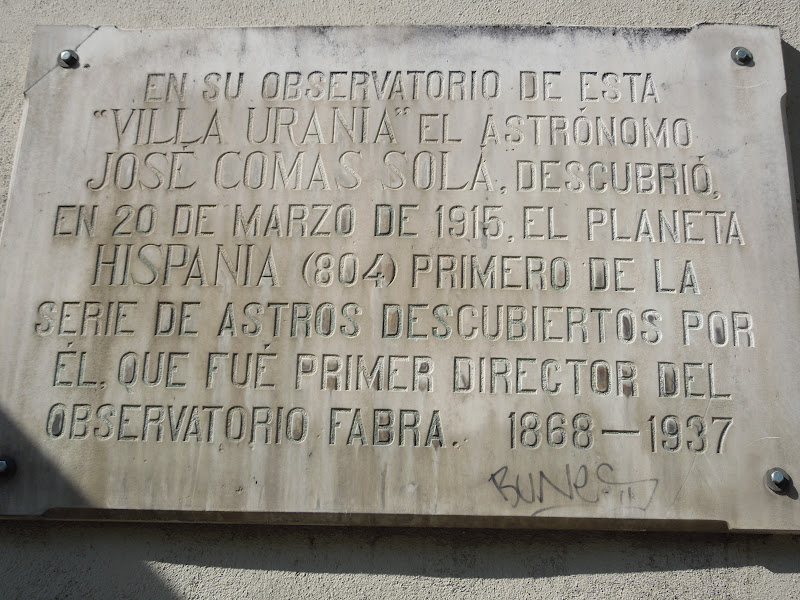 EN SU OBSERVATORIO DE ESTA
"VILLA URANIA" EL ASTRÓNOMO
JOSÉ COMAS SOLÁ, DESCUBRIÓ,
EN 20 DE MARZO DE 1915, EL PLANETA
HISPANIA (804) PRIMERO DE LA
SERIE DE ASTROS DESCUBIERTOS POR
ÉL, QUE FUÉ PRIMER DIRECTOR DEL
OBSERVATORIO FABRA. 1868—1937